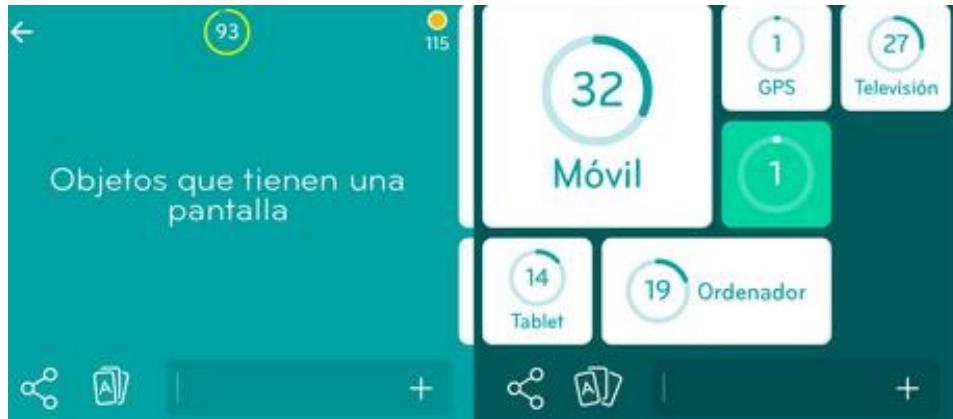 93
115
Objetos que tienen una
pantalla
A
32
Móvil
1
GPS
27
Televisión
1
14
Tablet
19 Ordenador
A